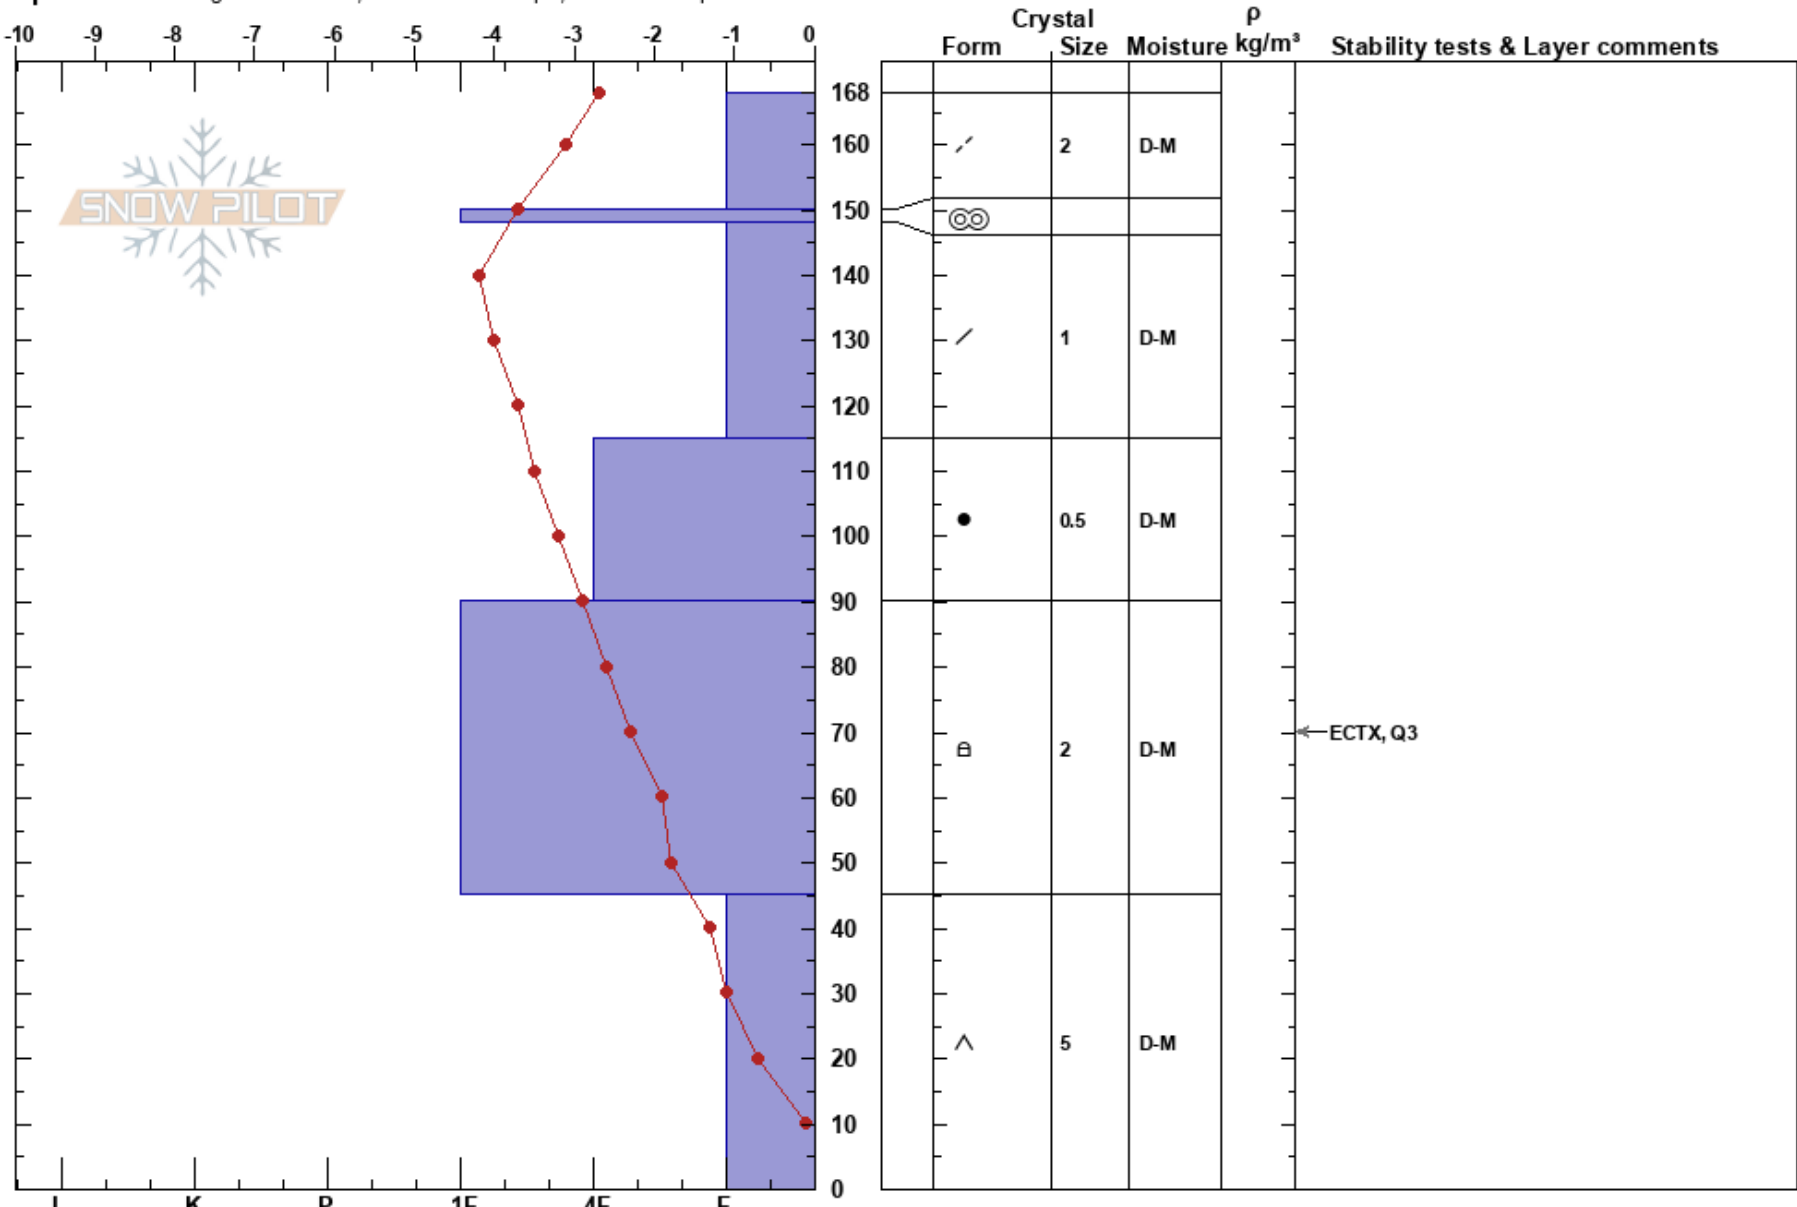 Crystal ρ
-10 -9 -8 -7 -6 -5 -4 -3 -2 -1 0 Form Size Moisture kg/m³ Stability tests & Layer comments
168
160 2 D-M
SNOW PILOT
150
140
130 1 D-M
120
110
100 0.5 D-M
90
80
70 ECTX, Q3
2 D-M
60
50
40
30
20 5 D-M
10
0
I K P 1F 4F F